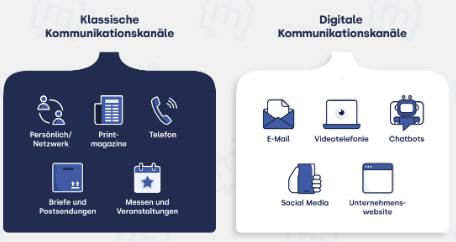 Klassische
Kommunikationskanäle
Persönlich/
Netzwerk
Print-
magazine
Telefon
Briefe und
Postsendungen
Messen und
Veranstaltungen
Digitale
Kommunikationskanäle
E-Mail
Videotelefonie
Chatbots
Social Media
Unternehmens-
website